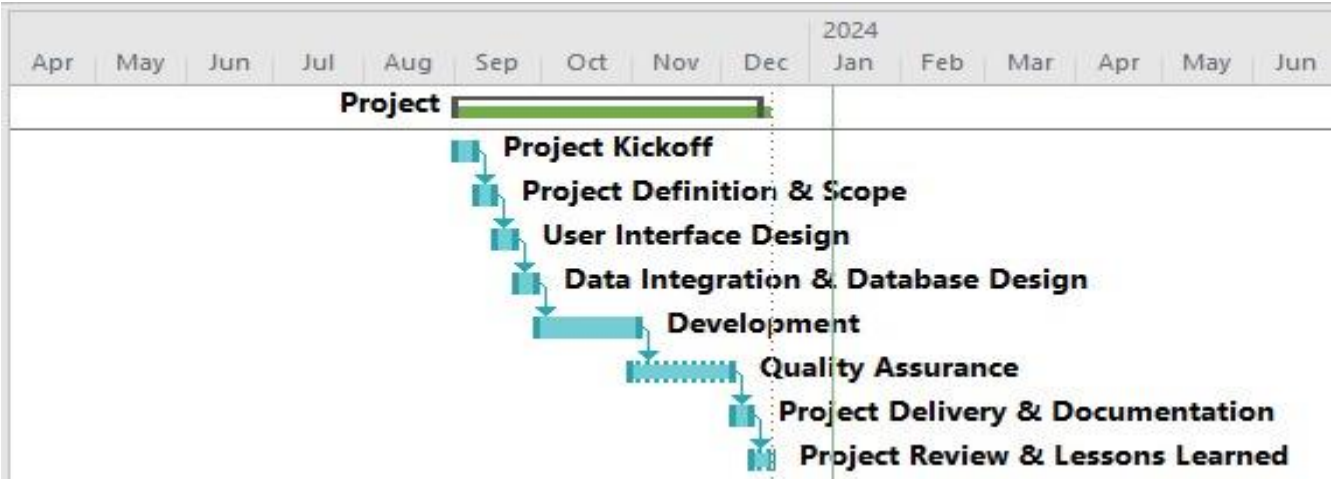 2024
Apr May Jun Jul Aug Sep Oct Nov Dec Jan Feb Mar Apr May Jun
Project
Project Kickoff
Project Definition & Scope
User Interface Design
Data Integration & Database Design
Development
Quality Assurance
Project Delivery & Documentation
Project Review & Lessons Learned